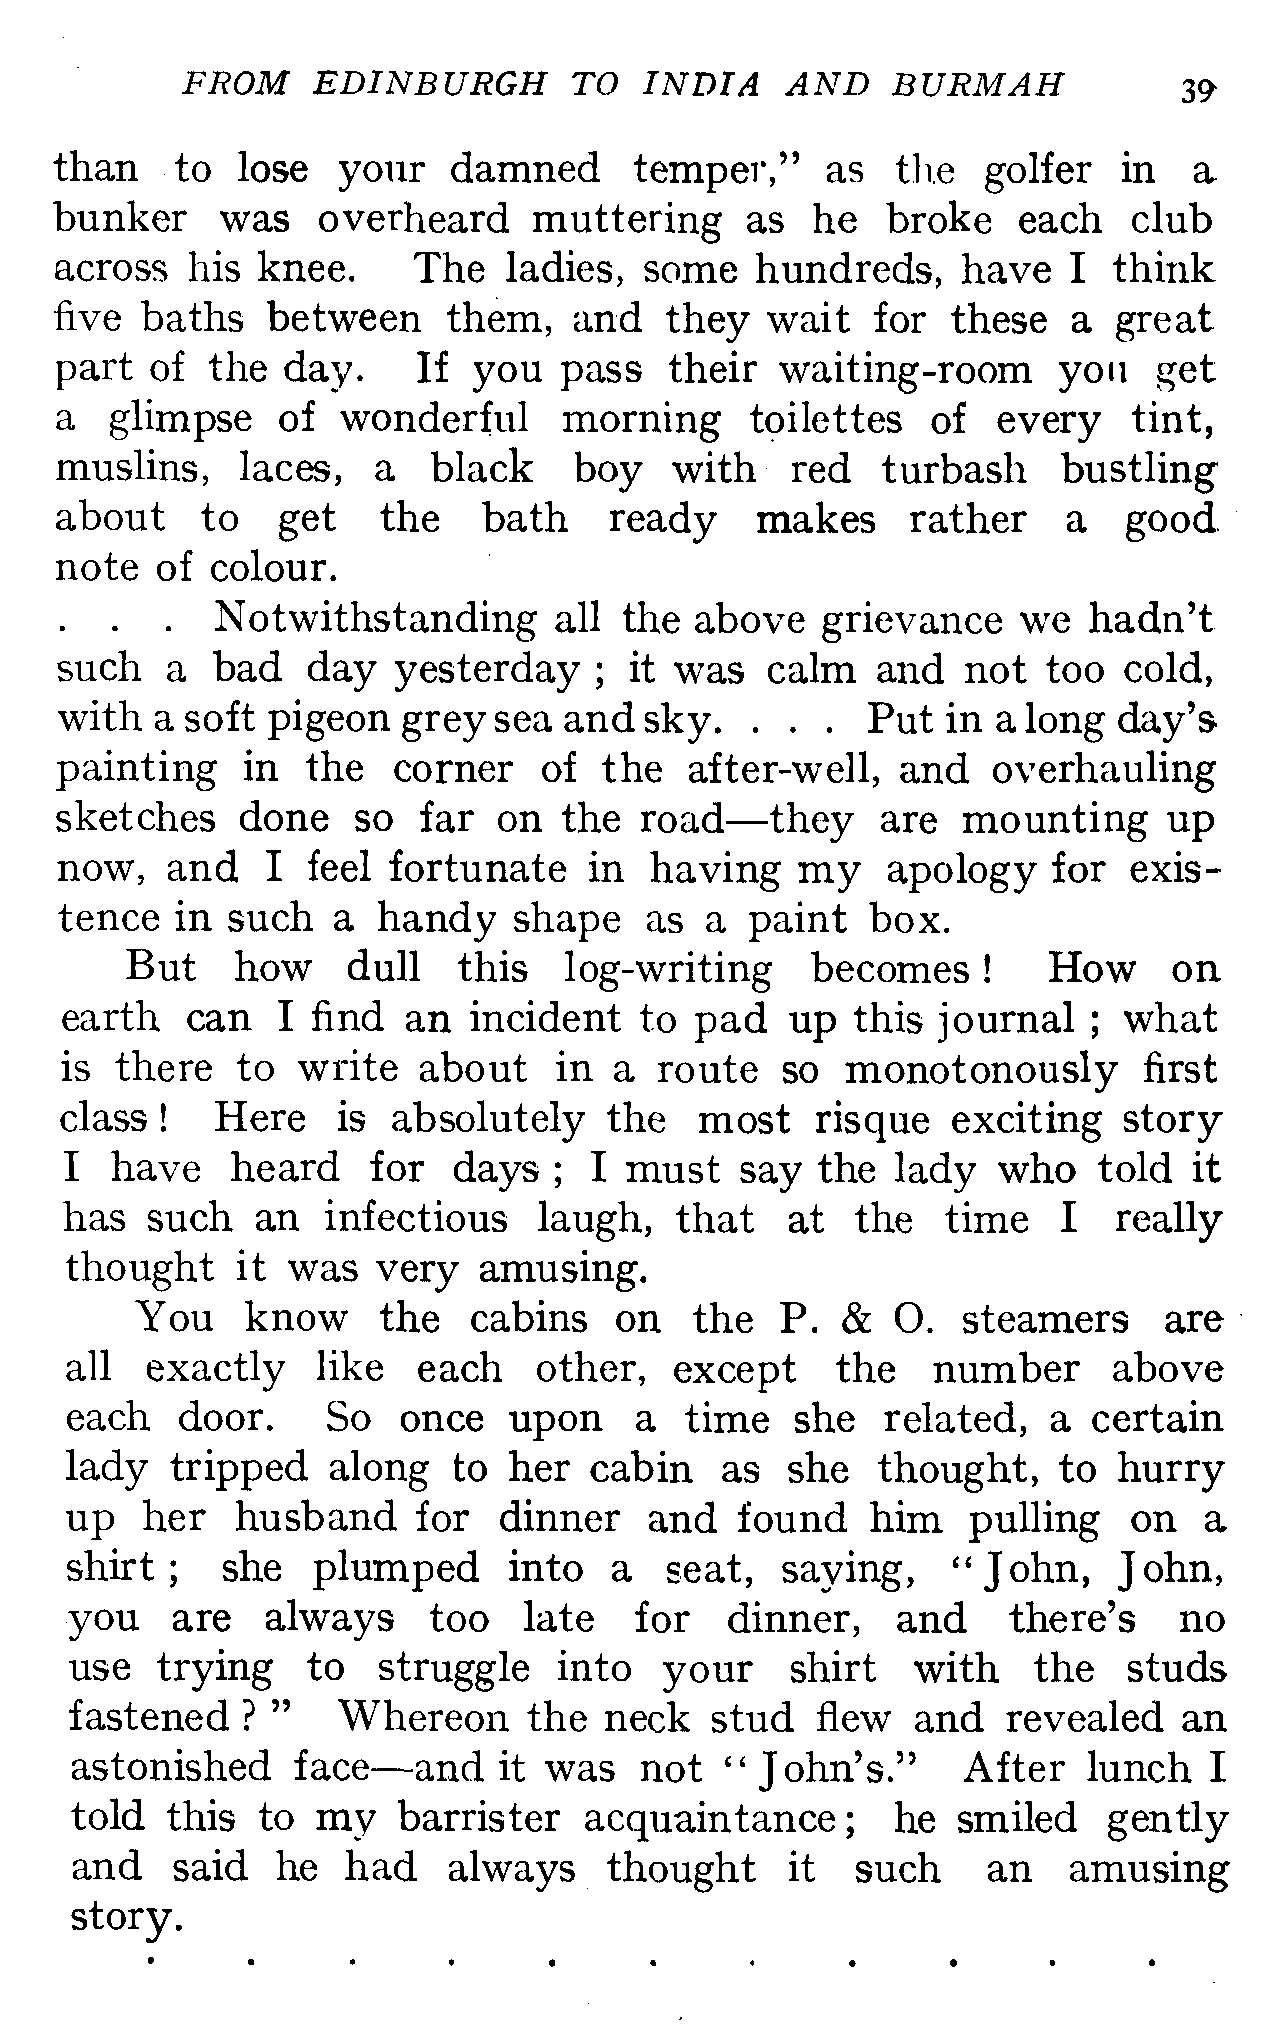 FROM EDINBURGH TO INDIA AND BURMAH 39
than to lose your damned temper,” as the golfer in a
bunker was overheard muttering as he broke each club
across his knee. The ladies, some hundreds, have I think
five baths between them, and they wait for these a great
part of the day. If you pass their waiting-room you get
a glimpse of wonderful morning toilettes of every tint,
muslins, laces, a black boy with red turbash bustling
about to get the bath ready makes rather a good
note of colour.
. . . Notwithstanding all the above grievance we hadn’t
such a bad day yesterday ; it was calm and not too cold,
with a soft pigeon grey sea and sky. . . . Put in a long day’s
painting in the corner of the after-well, and overhauling
sketches done so far on the road—they are mounting up
now, and I feel fortunate in having my apology for exis-
tence in such a handy shape as a paint box.
But how dull this log-writing becomes ! How on
earth can I find an incident to pad up this journal ; what
is there to write about in a route so monotonously first
class ! Here is absolutely the most risque exciting story
I have heard for days ; I must say the lady who told it
has such an infectious laugh, that at the time I really
thought it was very amusing.
You know the cabins on the P. & O. steamers are
all exactly like each other, except the number above
each door. So once upon a time she related, a certain
lady tripped along to her cabin as she thought, to hurry
up her husband for dinner and found him pulling on a
shirt ; she plumped into a seat, saying, “ John, John,
you are always too late for dinner, and there’s no
use trying to struggle into your shirt with the studs
fastened ? ” Whereon the neck stud flew and revealed an
astonished face—and it was not “ John’s.” After lunch I
told this to my barrister acquaintance ; he smiled gently
and said he had always thought it such an amusing
story.
. . . . . . . . . . .